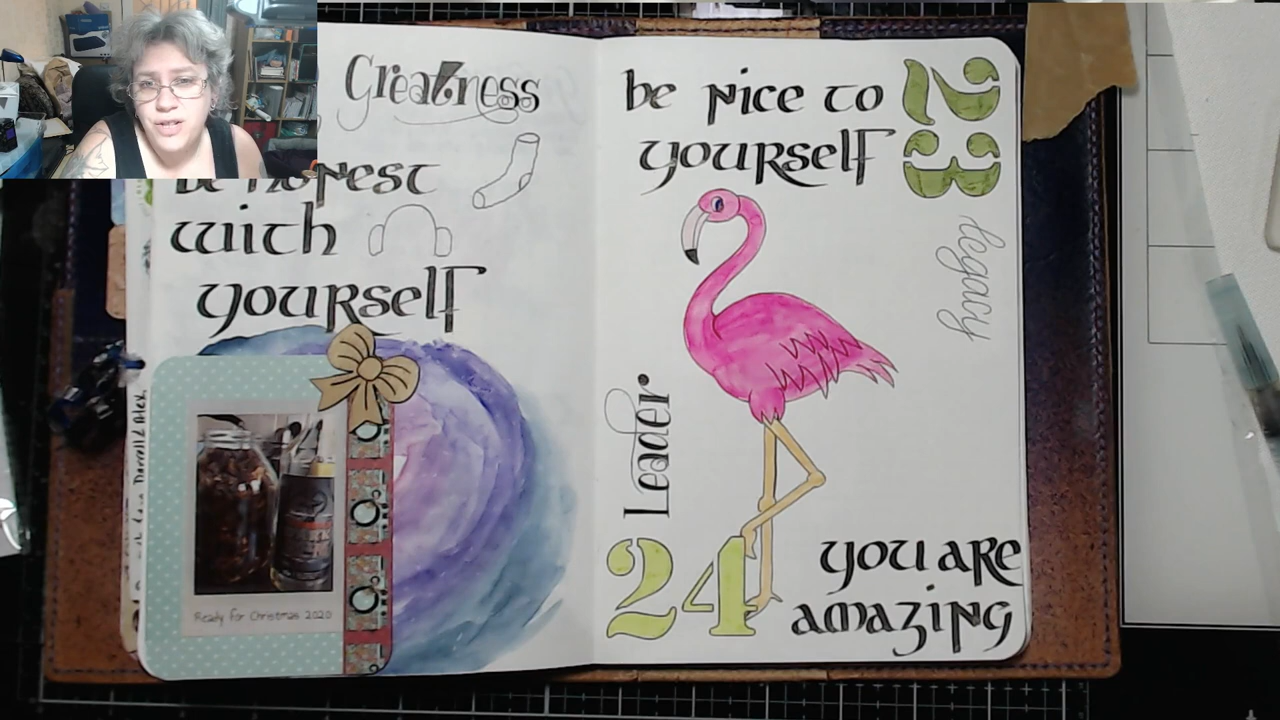 Greatness
be honest
with
yourself
Ready for Christmas 2020
be nice to
yourself
23
legacy
Leader
24
you are
amazing